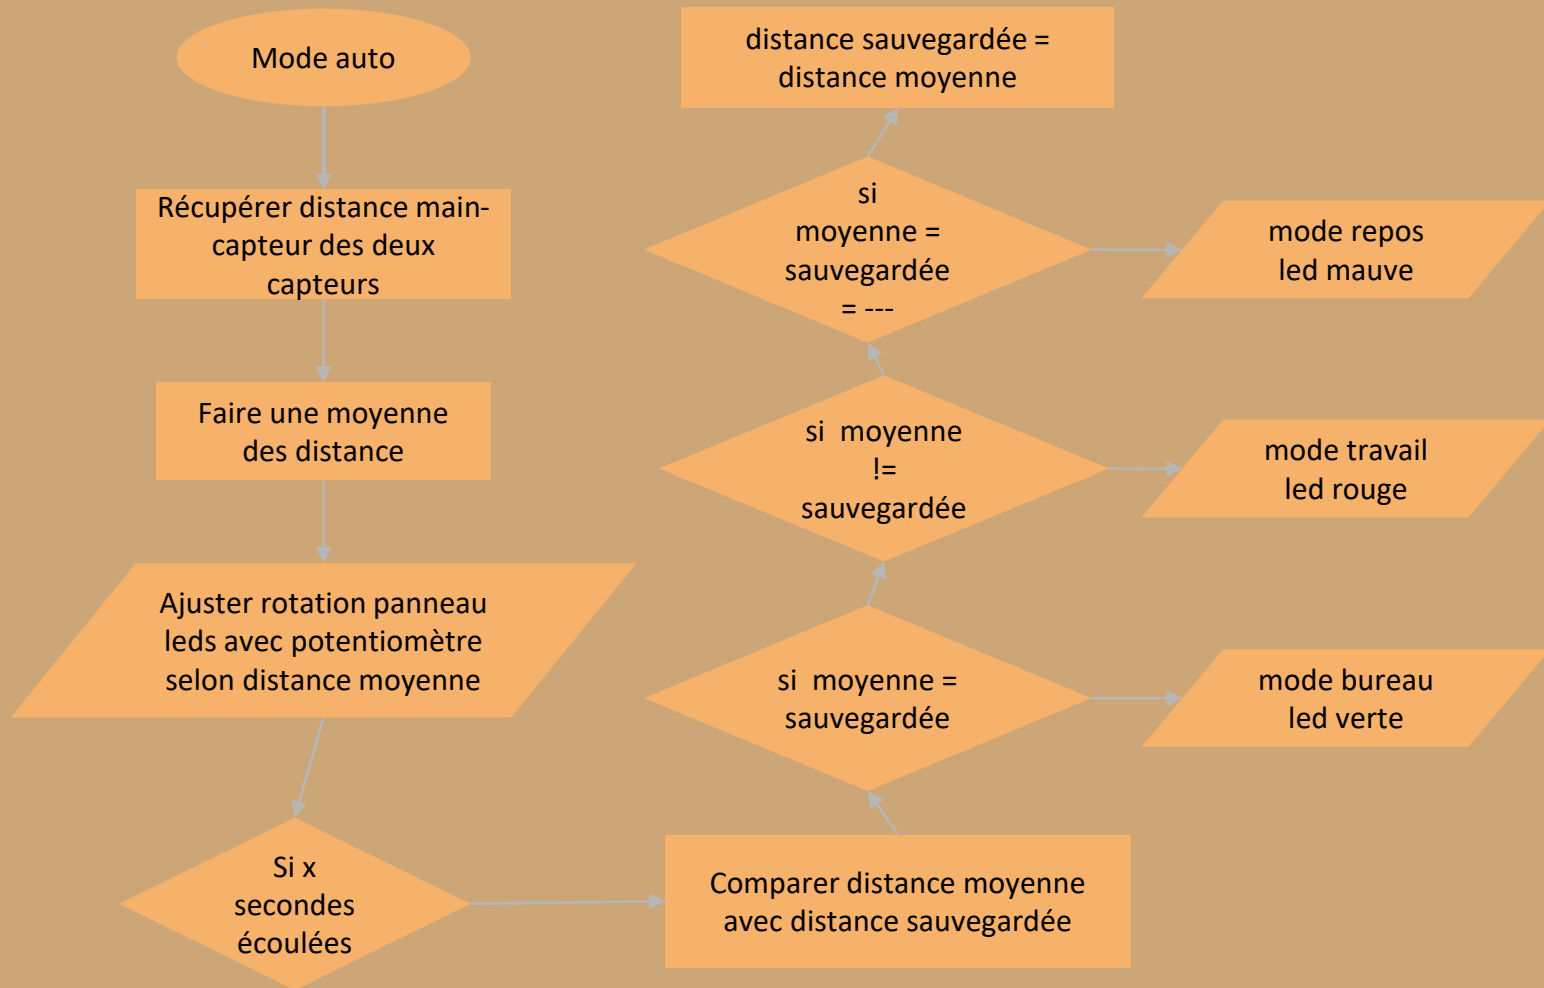 Mode auto
Récupérer distance main-
capteur des deux
capteurs
Faire une moyenne
des distance
Ajuster rotation panneau
leds avec potentiomètre
selon distance moyenne
Si x
secondes
écoulées
Comparer distance moyenne
avec distance sauvegardée
si moyenne =
sauvegardée
mode bureau
led verte
si moyenne
!=
sauvegardée
mode travail
led rouge
si
moyenne =
sauvegardée
= ---
mode repos
led mauve
distance sauvegardée =
distance moyenne